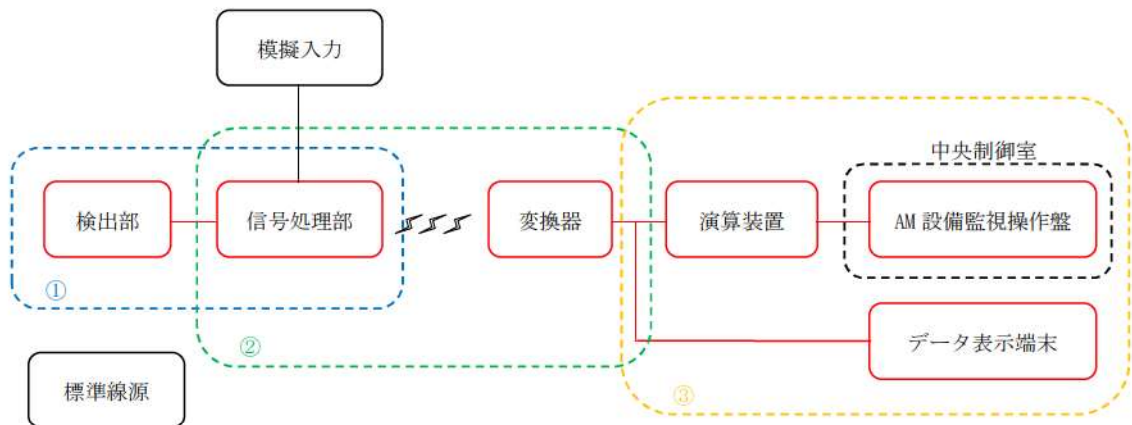 模擬入力
中央制御室
検出部
信号処理部
変換器
演算装置
AM 設備監視操作盤
①
②
データ表示端末
標準線源
③